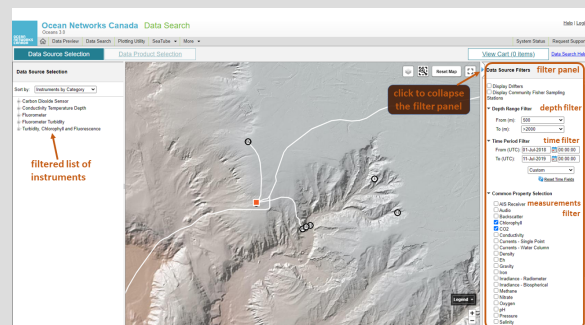 Ocean Networks Canada Data Search
Oceans 3.0
Help | Log
Data Preview Data Search Plotting Utility SeaTube More
System Status Request Support
Data Source Selection
Data Product Selection
View Cart (0 Items)
Data Search Help
Data Source Selection
Sort by: Instruments by Category
Carbon Dioxide Sensor
Conductivity Temperature Depth
Fluorometer
Fluorometer Turbidity
Turbidity, Chlorophyll and Fluorescence
filtered list of
instruments
Reset Map
click to collapse
the filter panel
Legend
+
−
Data Source Filters filter panel
Display Drifters
Display Community Fisher Sampling
Stations
Depth Range Filter depth filter
From (m): 500
To (m): >2000
Time Period Filter time filter
From (UTC): 01-Jul-2018 00:00:00
To (UTC): 11-Jul-2019 00:00:00
Custom
Reset Time Fields
Common Property Selection
AIS Receiver measurements
Audio filter
Backscatter
Chlorophyll
CO2
Conductivity
Currents - Single Point
Currents - Water Column
Density
Eh
Gravity
Iron
Irradiance - Radiometer
Irradiance - Biospherical
Methane
Nitrate
Oxygen
pH
Pressure
Salinity